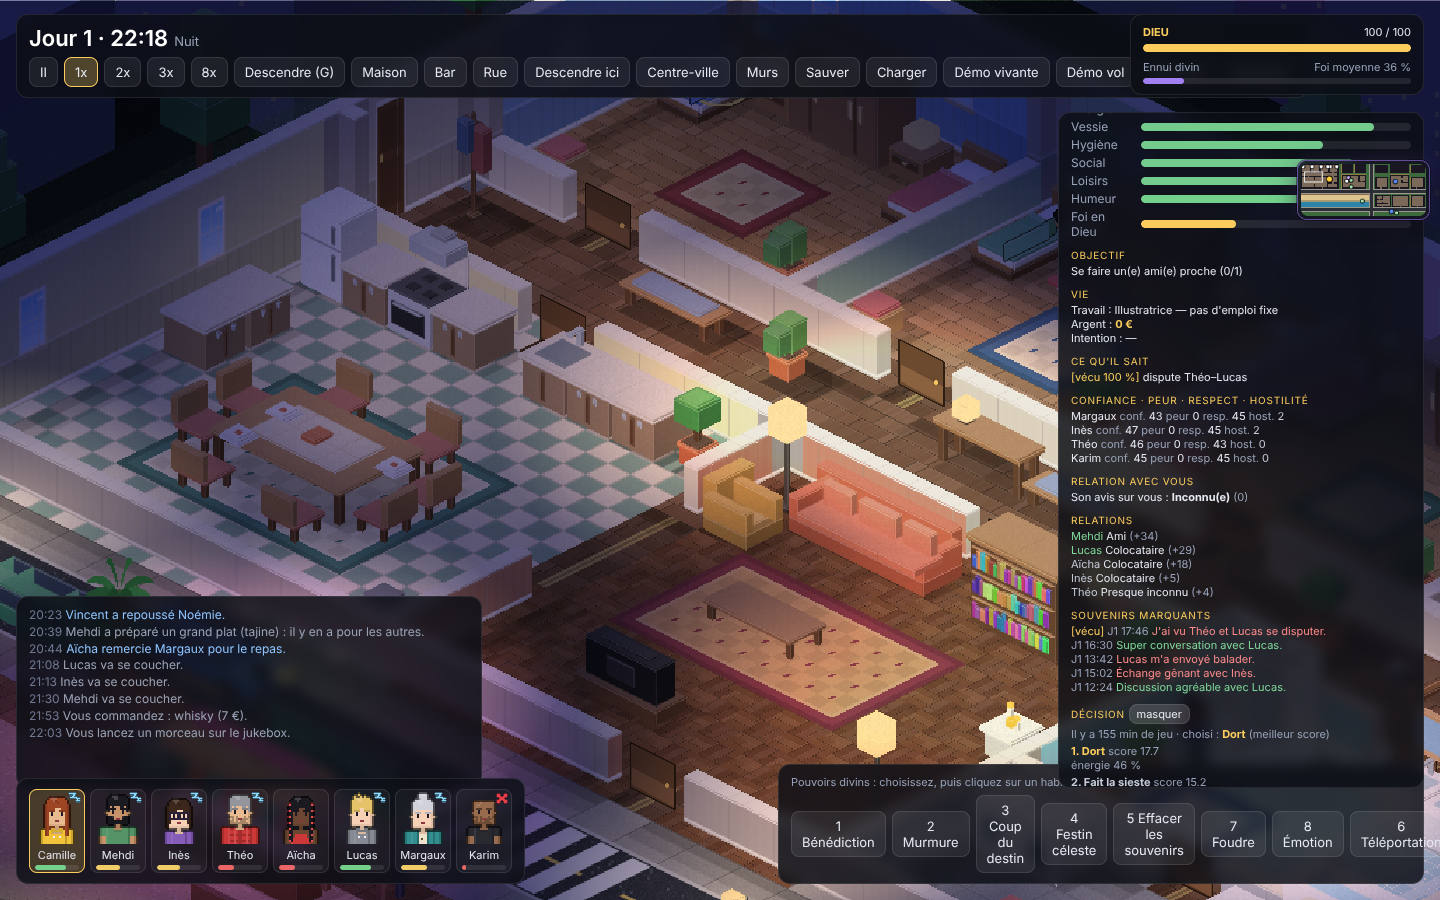 Jour 1 · 22:18 Nuit
II 1x 2x 3x 8x Descendre (G) Maison Bar Rue Descendre ici Centre-ville Murs Sauver Charger Démo vivante Démo vol
DIEU 100 / 100
Ennui divin Foi moyenne 36 %
Vessie
Hygiène
Social
Loisirs
Humeur
Foi en
Dieu
OBJECTIF
Se faire un(e) ami(e) proche (0/1)
VIE
Travail : Illustratrice — pas d'emploi fixe
Argent : 0 €
Intention : —
CE QU'IL SAIT
[vécu 100 %] dispute Théo–Lucas
CONFIANCE · PEUR · RESPECT · HOSTILITÉ
Margaux conf. 43 peur 0 resp. 45 host. 2
Inès conf. 47 peur 0 resp. 45 host. 2
Théo conf. 46 peur 0 resp. 43 host. 0
Karim conf. 45 peur 0 resp. 45 host. 0
RELATION AVEC VOUS
Son avis sur vous : Inconnu(e) (0)
RELATIONS
Mehdi Ami (+34)
Lucas Colocataire (+29)
Aïcha Colocataire (+18)
Inès Colocataire (+5)
Théo Presque inconnu (+4)
SOUVENIRS MARQUANTS
[vécu] J1 17:46 J'ai vu Théo et Lucas se disputer.
J1 16:30 Super conversation avec Lucas.
J1 13:42 Lucas m'a envoyé balader.
J1 15:02 Échange gênant avec Inès.
J1 12:24 Discussion agréable avec Lucas.
DÉCISION masquer
Il y a 155 min de jeu · choisi : Dort (meilleur score)
1. Dort score 17.7
énergie 46 %
2. Fait la sieste score 15.2
20:23 Vincent a repoussé Noémie.
20:39 Mehdi a préparé un grand plat (tajine) : il y en a pour les autres.
20:44 Aïcha remercie Margaux pour le repas.
21:08 Lucas va se coucher.
21:13 Inès va se coucher.
21:30 Mehdi va se coucher.
21:53 Vous commandez : whisky (7 €).
22:03 Vous lancez un morceau sur le jukebox.
Camille Mehdi Inès Théo Aïcha Lucas Margaux Karim
Pouvoirs divins : choisissez, puis cliquez sur un hab
1
Bénédiction
2
Murmure
3
Coup
du
destin
4
Festin
céleste
5 Effacer
les
souvenirs
7
Foudre
8
Émotion
6
Téléportation